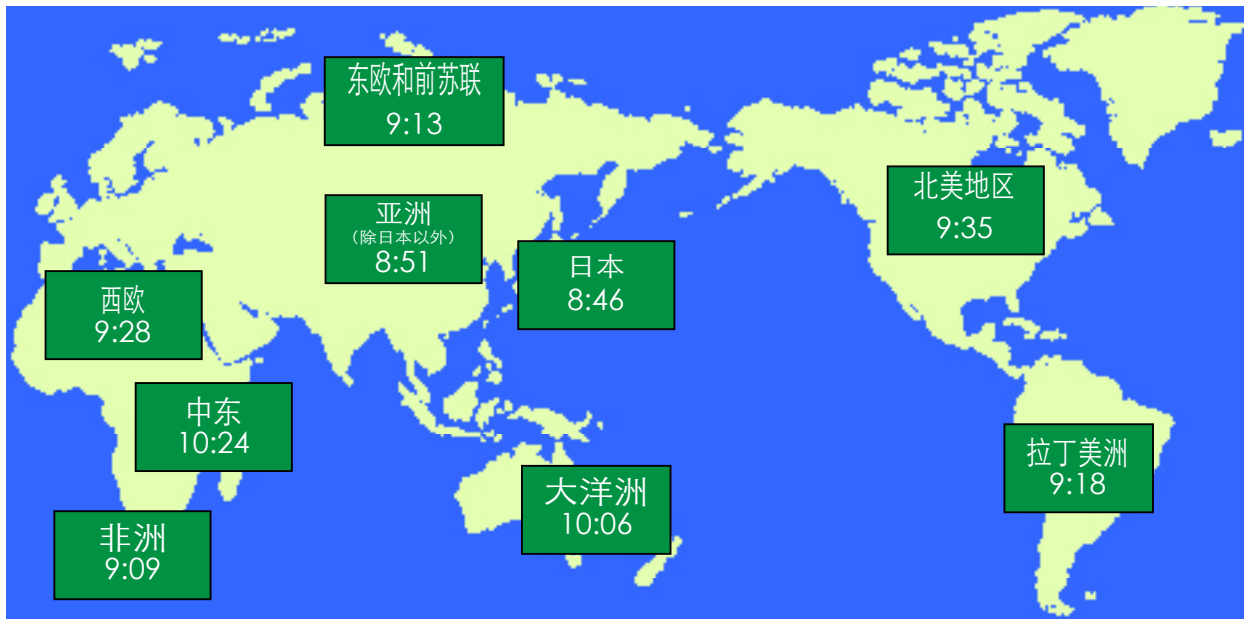 东欧和前苏联
9:13
北美地区
9:35
亚洲
（除日本以外）
8:51
日本
8:46
西欧
9:28
中东
10:24
拉丁美洲
9:18
大洋洲
10:06
非洲
9:09